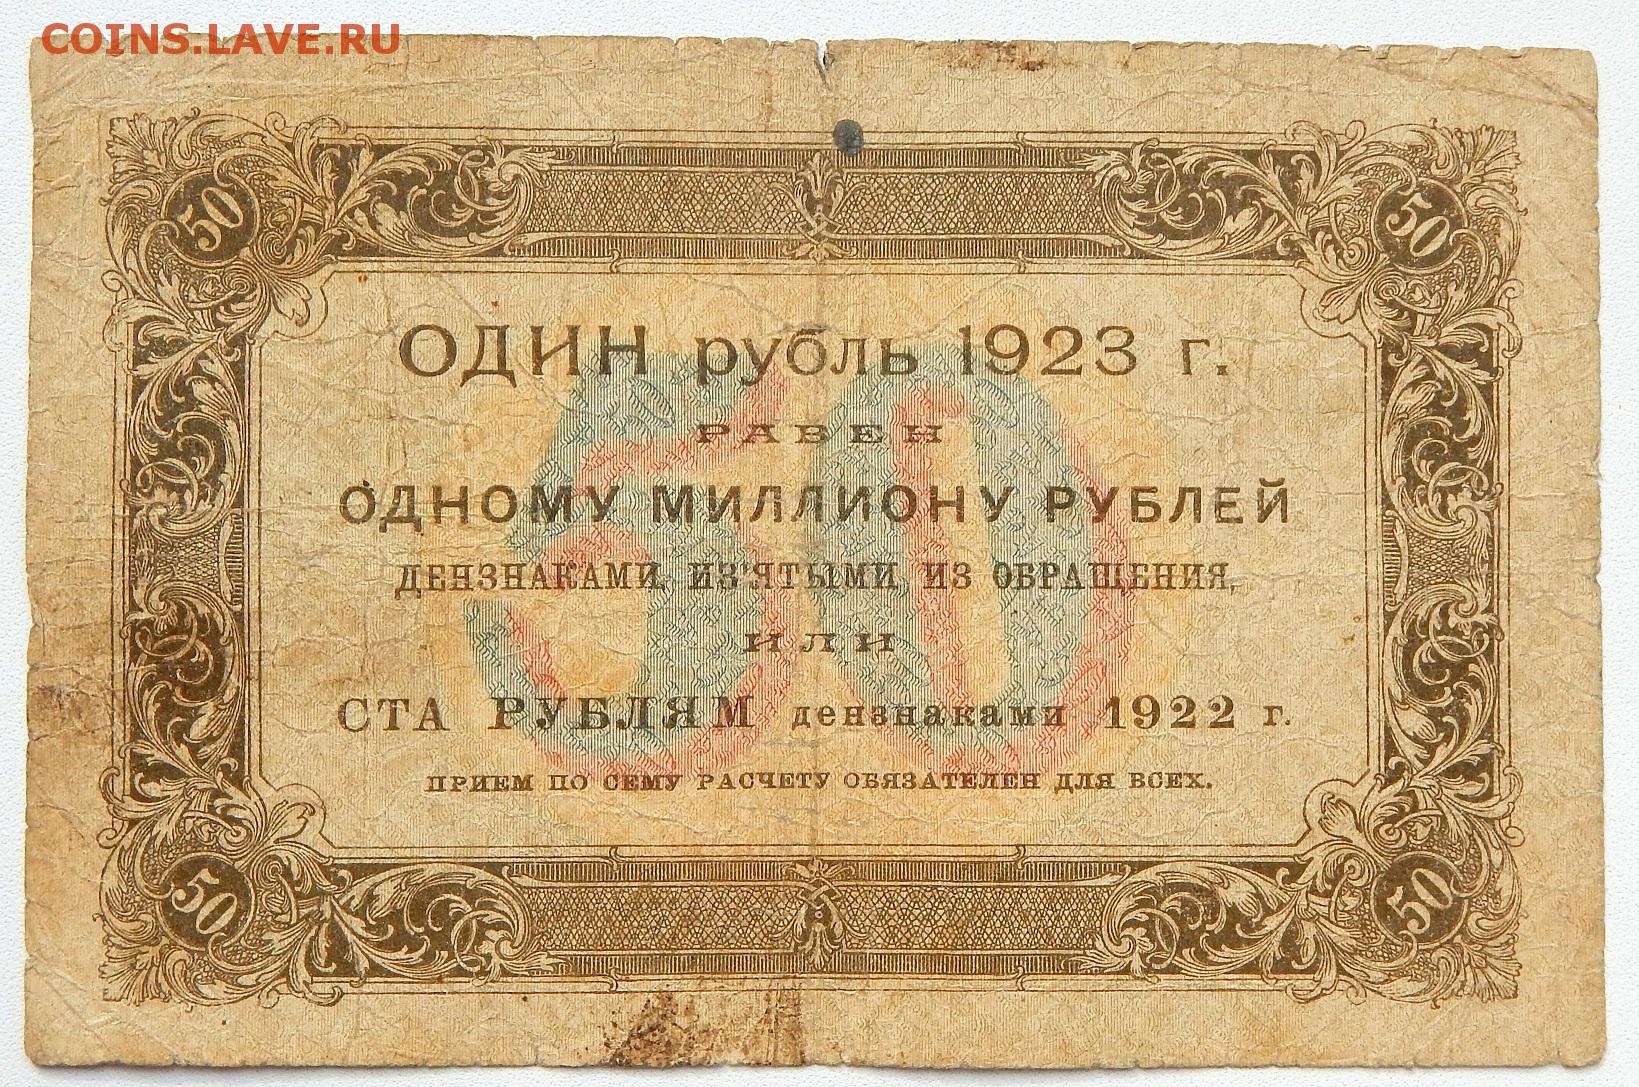 COINS.LAVE.RU
50 50
ОДИН рубль 1923 г.
РАВЕН
ОДНОМУ МИЛЛИОНУ РУБЛЕЙ
ДЕНЗНАКАМИ, ИЗ'ЯТЫМИ ИЗ ОБРАЩЕНИЯ,
ИЛИ
СТА РУБЛЯМ дензнаками 1922 г.
ПРИЕМ ПО СЕМУ РАСЧЕТУ ОБЯЗАТЕЛЕН ДЛЯ ВСЕХ.
50
50 50